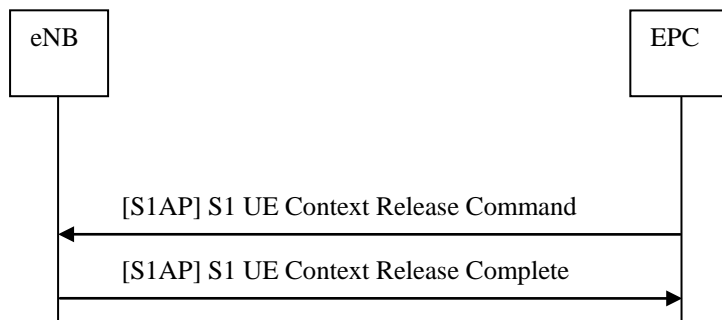 eNB
EPC
[S1AP] S1 UE Context Release Command
[S1AP] S1 UE Context Release Complete